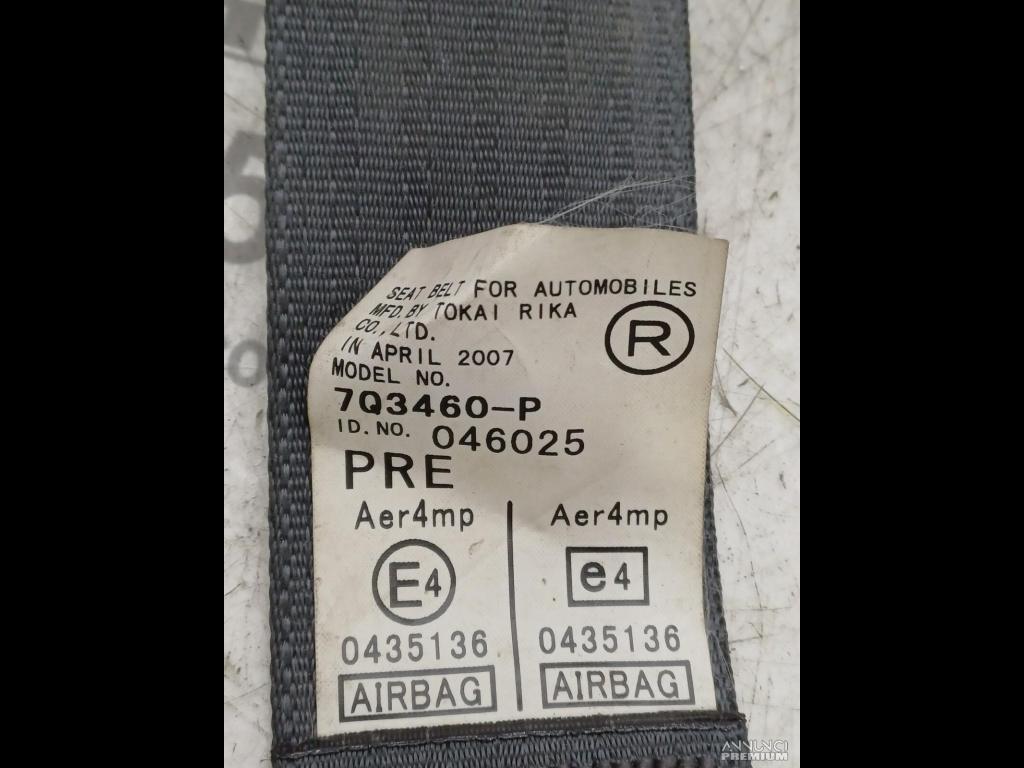 SEAT BELT FOR AUTOMOBILES
MFD. BY TOKAI RIKA
CO., LTD.
IN APRIL 2007
R
MODEL NO.
7Q3460-P
ID. NO. 046025
PRE
Aer4mp Aer4mp
E4 e4
0435136 0435136
AIRBAG AIRBAG
ANNUNCI
PREMIUM